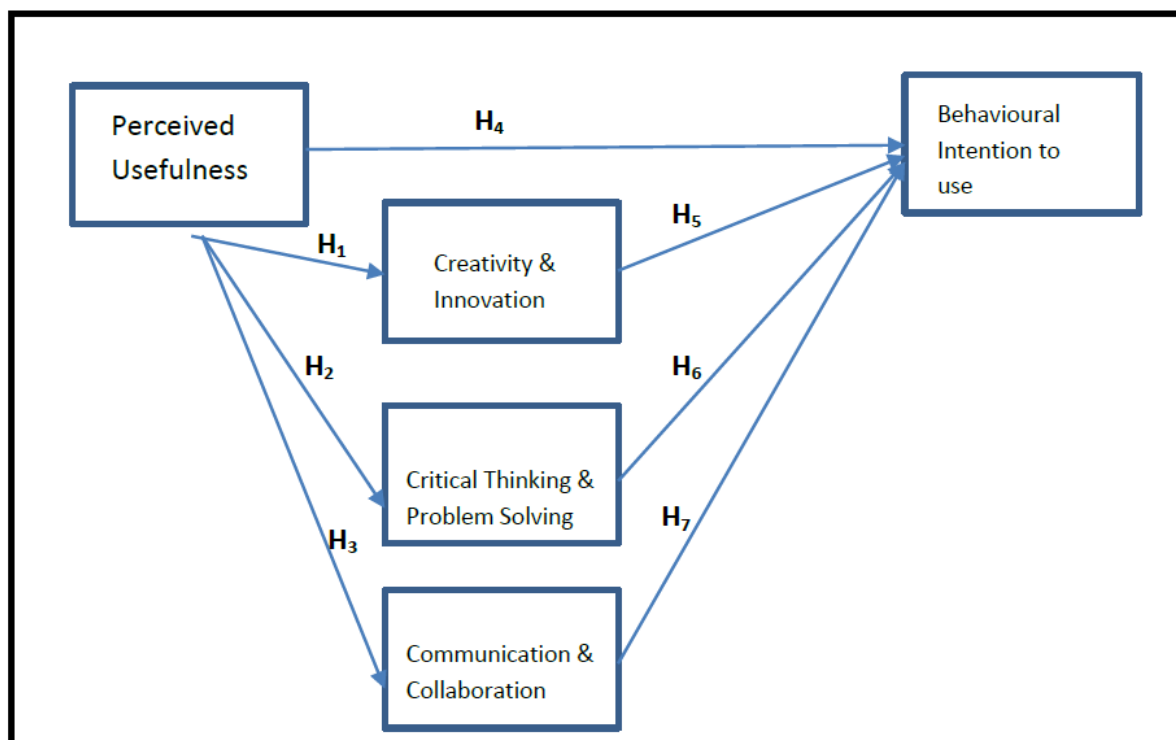 Perceived
Usefulness
H₄
Behavioural
Intention to
use
H₁
Creativity &
Innovation
H₅
H₂
Critical Thinking &
Problem Solving
H₆
H₃
Communication &
Collaboration
H₇